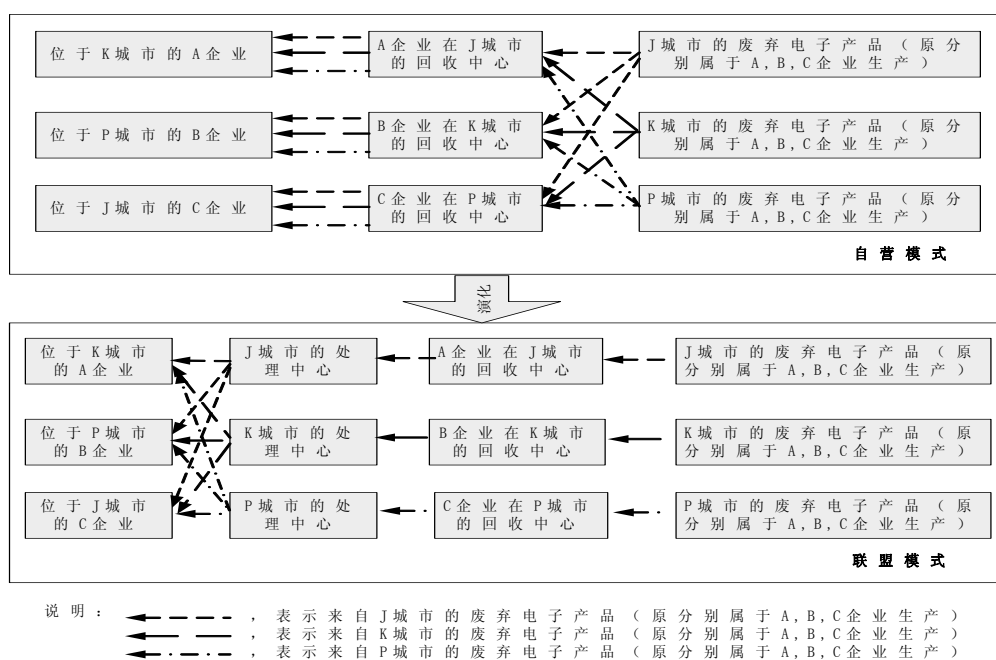 位于K城市的A企业
A企业在J城市
的回收中心
J城市的废弃电子产品（原分
别属于A,B,C企业生产）
位于P城市的B企业
B企业在K城市
的回收中心
K城市的废弃电子产品（原分
别属于A,B,C企业生产）
位于J城市的C企业
C企业在P城市
的回收中心
P城市的废弃电子产品（原分
别属于A,B,C企业生产）
自营模式
演化
位于K城市
的A企业
J城市的处
理中心
A企业在J城市
的回收中心
J城市的废弃电子产品（原
分别属于A,B,C企业生产）
位于P城市
的B企业
K城市的处
理中心
B企业在K城市
的回收中心
K城市的废弃电子产品（原
分别属于A,B,C企业生产）
位于J城市
的C企业
P城市的处
理中心
C企业在P城市
的回收中心
P城市的废弃电子产品（原
分别属于A,B,C企业生产）
联盟模式
说明：
，表示来自J城市的废弃电子产品（原分别属于A,B,C企业生产）
，表示来自K城市的废弃电子产品（原分别属于A,B,C企业生产）
，表示来自P城市的废弃电子产品（原分别属于A,B,C企业生产）